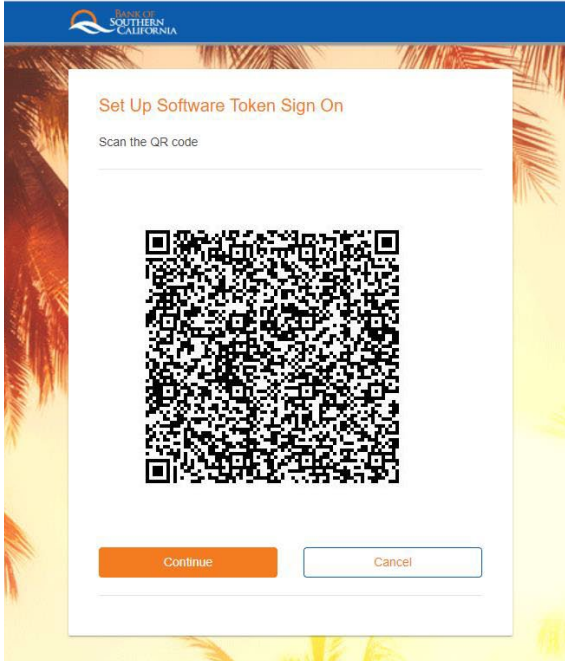 BANK OF
SOUTHERN
CALIFORNIA
Set Up Software Token Sign On
Scan the QR code
Continue
Cancel